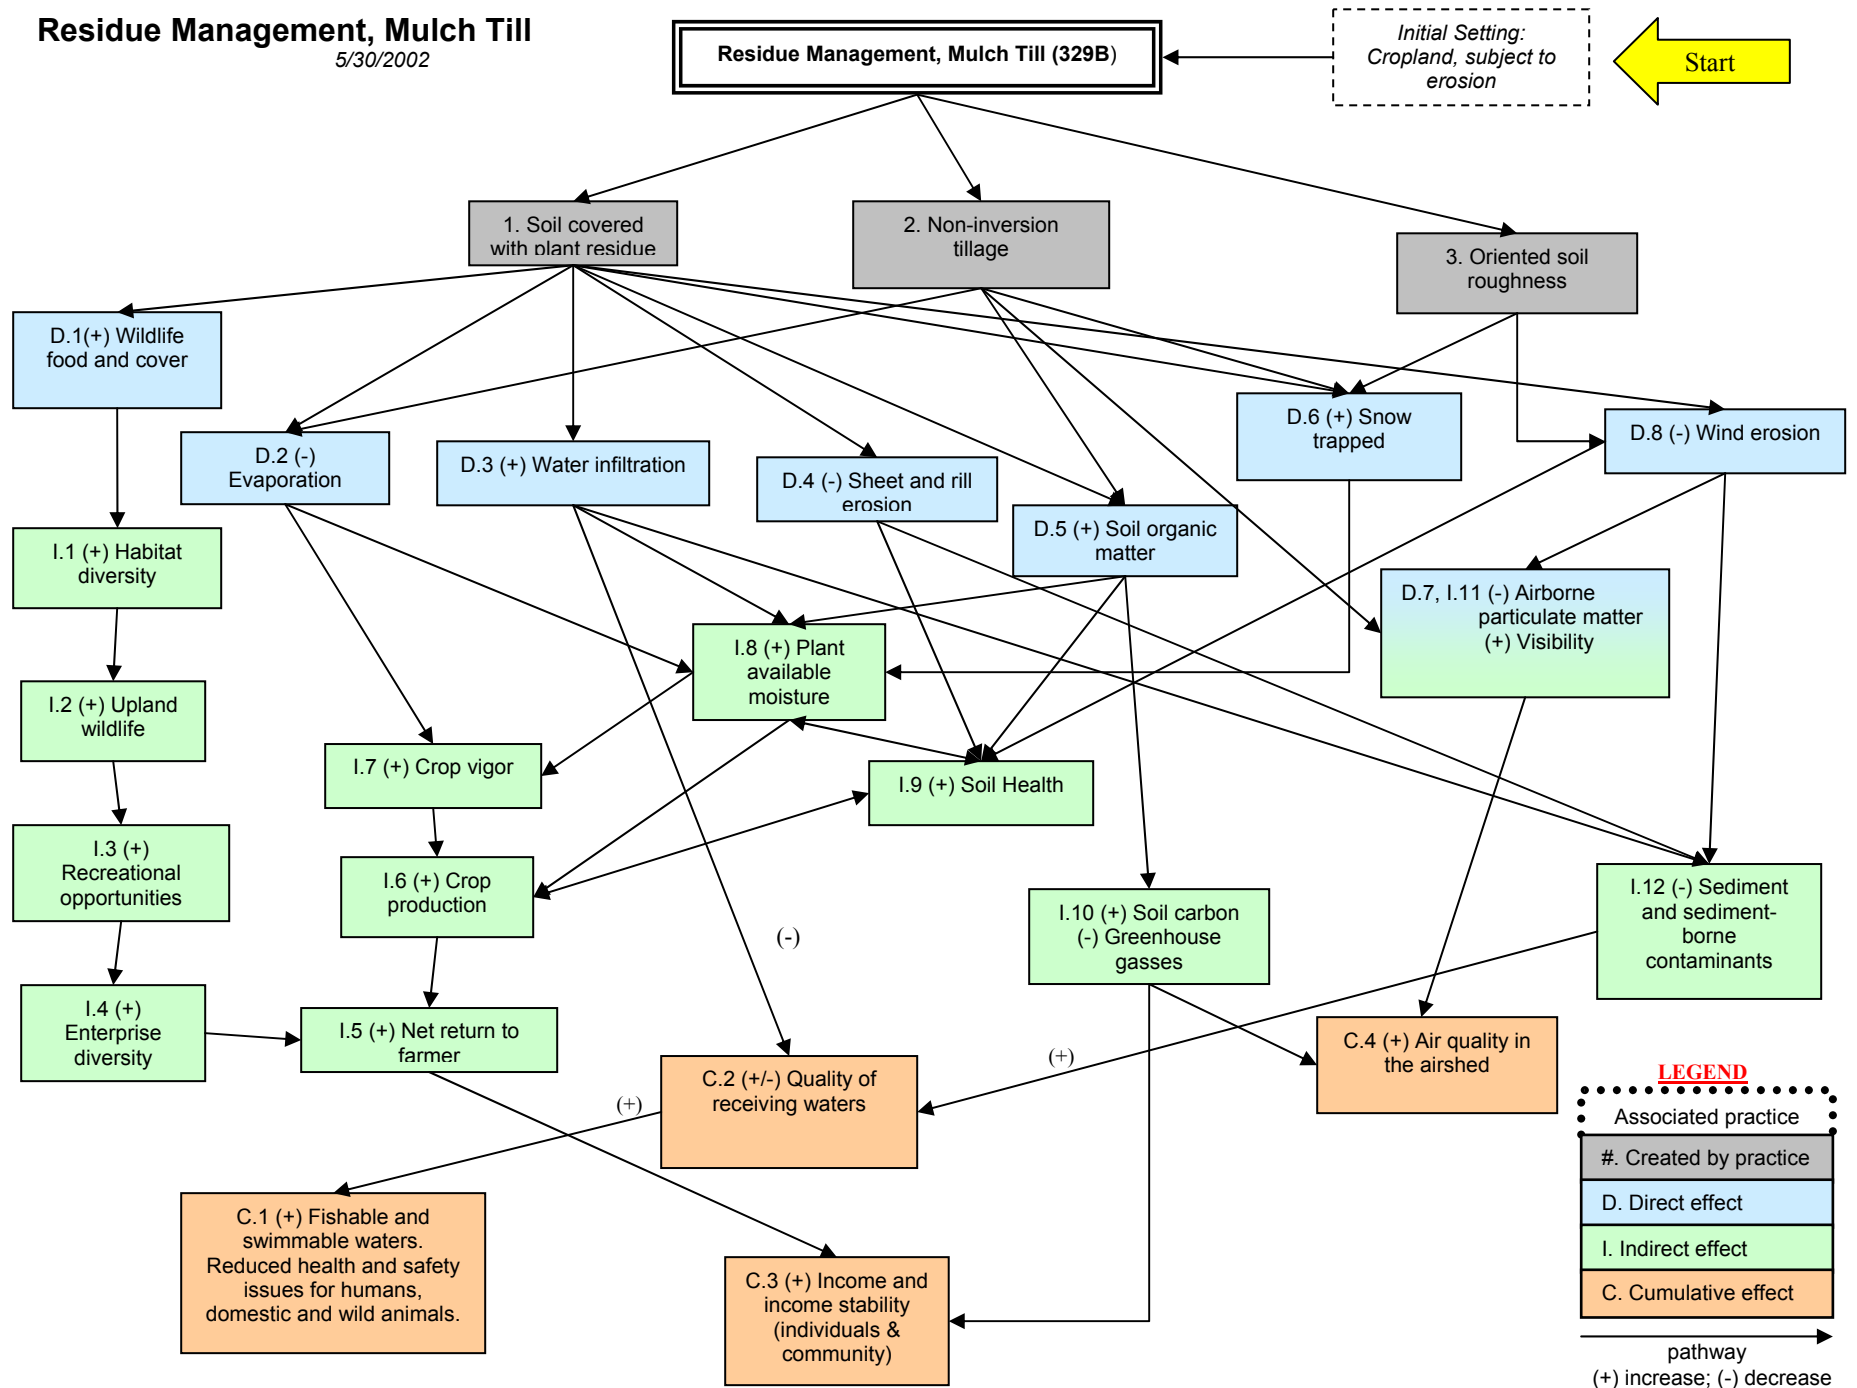 Residue Management, Mulch Till
5/30/2002
Residue Management, Mulch Till (329B)
Initial Setting:
Cropland, subject to
erosion
Start
1. Soil covered
with plant residue
2. Non-inversion
tillage
3. Oriented soil
roughness
D.1(+) Wildlife
food and cover
D.2 (-)
Evaporation
D.3 (+) Water infiltration
D.4 (-) Sheet and rill
erosion
D.5 (+) Soil organic
matter
D.6 (+) Snow
trapped
D.8 (-) Wind erosion
I.1 (+) Habitat
diversity
D.7, I.11 (-) Airborne
particulate matter
(+) Visibility
I.8 (+) Plant
available
moisture
I.2 (+) Upland
wildlife
I.7 (+) Crop vigor
I.9 (+) Soil Health
I.3 (+)
Recreational
opportunities
I.6 (+) Crop
production
I.10 (+) Soil carbon
(-) Greenhouse
gasses
I.12 (-) Sediment
and sediment-
borne
contaminants
(-)
I.4 (+)
Enterprise
diversity
I.5 (+) Net return to
farmer
C.2 (+/-) Quality of
receiving waters
(+)
C.4 (+) Air quality in
the airshed
(+)
C.1 (+) Fishable and
swimmable waters.
Reduced health and safety
issues for humans,
domestic and wild animals.
C.3 (+) Income and
income stability
(individuals &
community)
LEGEND
Associated practice
#. Created by practice
D. Direct effect
I. Indirect effect
C. Cumulative effect
pathway
(+) increase; (-) decrease